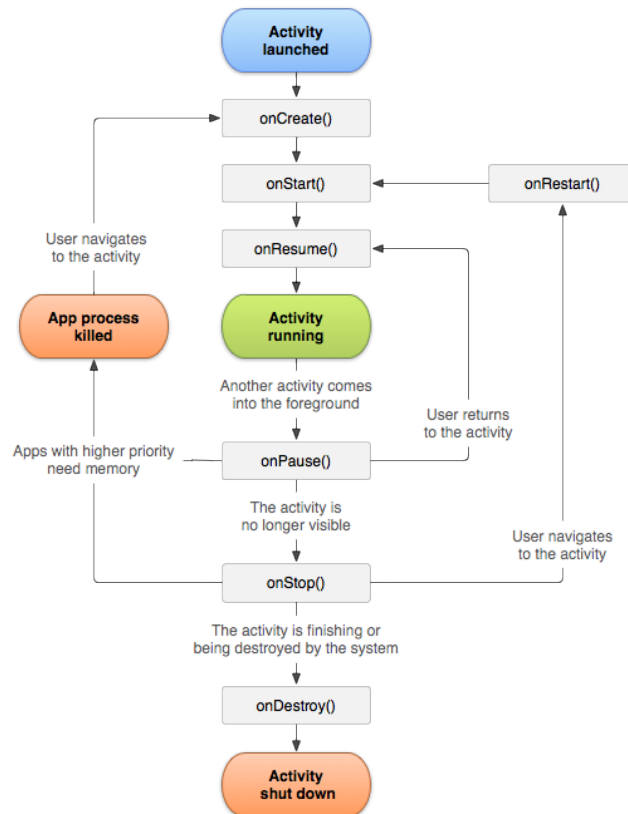 Activity
launched
onCreate()
onStart()
onRestart()
User navigates
to the activity
onResume()
App process
killed
Activity
running
Another activity comes
into the foreground
User returns
to the activity
Apps with higher priority
need memory
onPause()
The activity is
no longer visible
User navigates
to the activity
onStop()
The activity is finishing or
being destroyed by the system
onDestroy()
Activity
shut down